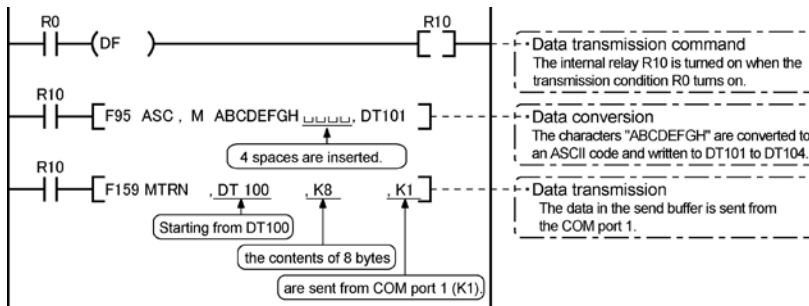 R0
R10
(DF )
Data transmission command
The internal relay R10 is turned on when the
transmission condition R0 turns on.
R10
F95 ASC , M ABCDEFGH␣␣␣␣, DT101
4 spaces are inserted.
Data conversion
The characters "ABCDEFGH" are converted to
an ASCII code and written to DT101 to DT104.
R10
F159 MTRN , DT 100 , K8 , K1
Starting from DT100
the contents of 8 bytes
are sent from COM port 1 (K1).
Data transmission
The data in the send buffer is sent from
the COM port 1.